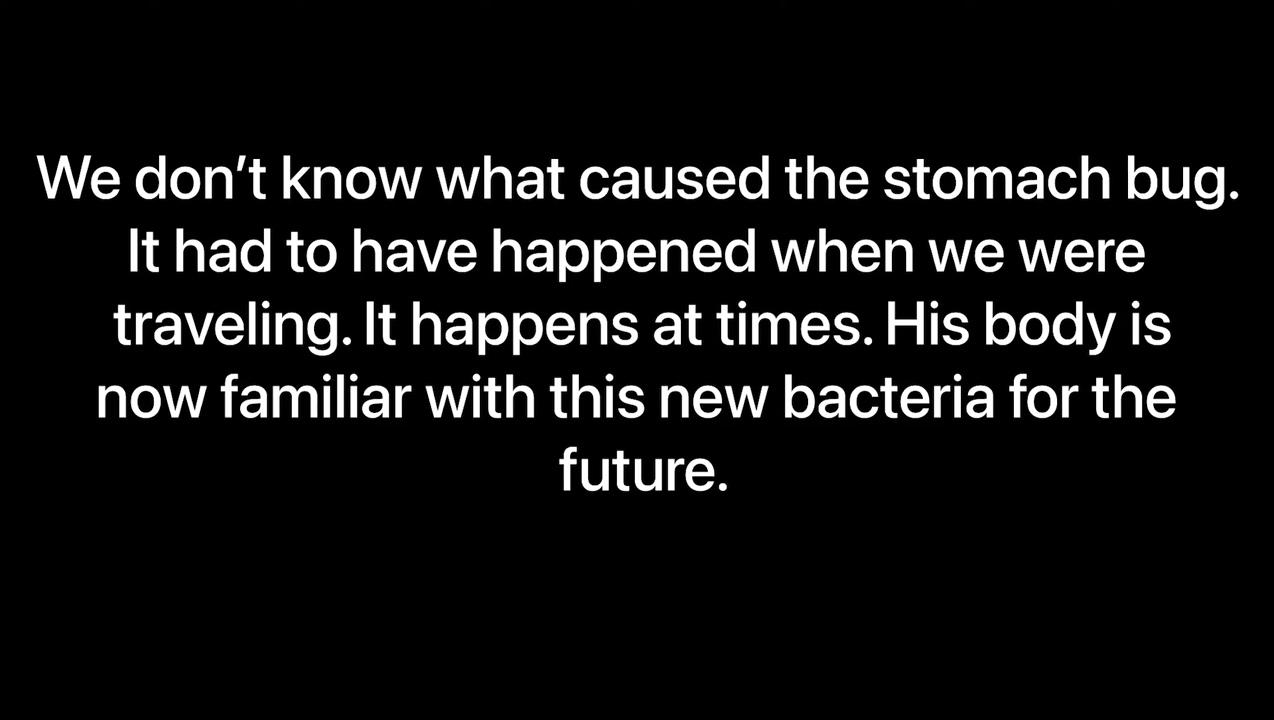 We don’t know what caused the stomach bug.
It had to have happened when we were
traveling. It happens at times. His body is
now familiar with this new bacteria for the
future.